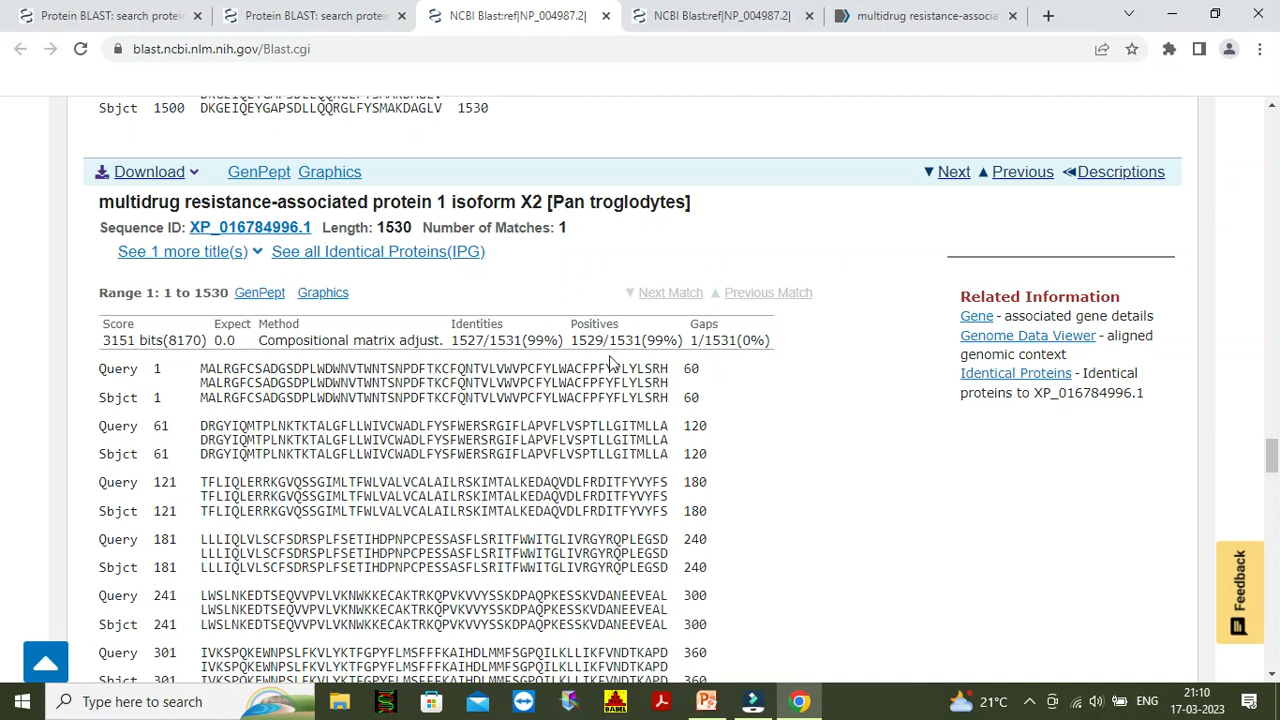 Protein BLAST: search protein
Protein BLAST: search protein
NCBI Blast:ref|NP_004987.2|
NCBI Blast:ref|NP_004987.2|
multidrug resistance-associat
blast.ncbi.nlm.nih.gov/Blast.cgi
Sbjct 1500 DKGEIQEYGAPSDLLQQRGLFYSMAKDAGLV 1530
Download GenPept Graphics Next Previous Descriptions
multidrug resistance-associated protein 1 isoform X2 [Pan troglodytes]
Sequence ID: XP_016784996.1 Length: 1530 Number of Matches: 1
See 1 more title(s) See all Identical Proteins(IPG)
Range 1: 1 to 1530 GenPept Graphics Next Match Previous Match
Score Expect Method Identities Positives Gaps
3151 bits(8170) 0.0 Compositional matrix adjust. 1527/1531(99%) 1529/1531(99%) 1/1531(0%)
Query 1 MALRGFCSADGSDPLWDWNVTWNTSNPDFTKCFQNTVLVWVPCFYLWACFPFYFLYLSRH 60
MALRGFCSADGSDPLWDWNVTWNTSNPDFTKCFQNTVLVWVPCFYLWACFPFYFLYLSRH
Sbjct 1 MALRGFCSADGSDPLWDWNVTWNTSNPDFTKCFQNTVLVWVPCFYLWACFPFYFLYLSRH 60
Query 61 DRGYIQMTPLNKTKTALGFLLWIVCWADLFYSFWERSRGIFLAPVFLVSPTLLGITMLLA 120
DRGYIQMTPLNKTKTALGFLLWIVCWADLFYSFWERSRGIFLAPVFLVSPTLLGITMLLA
Sbjct 61 DRGYIQMTPLNKTKTALGFLLWIVCWADLFYSFWERSRGIFLAPVFLVSPTLLGITMLLA 120
Query 121 TFLIQLERRKGVQSSGIMLTFWLVALVCALAILRSKIMTALKEDAQVDLFRDITFYVYFS 180
TFLIQLERRKGVQSSGIMLTFWLVALVCALAILRSKIMTALKEDAQVDLFRDITFYVYFS
Sbjct 121 TFLIQLERRKGVQSSGIMLTFWLVALVCALAILRSKIMTALKEDAQVDLFRDITFYVYFS 180
Query 181 LLLIQLVLSCFSDRSPLFSETIHDPNPCPESSASFLSRITFWWITGLIVRGYRQPLEGSD 240
LLLIQLVLSCFSDRSPLFSETIHDPNPCPESSASFLSRITFWWITGLIVRGYRQPLEGSD
Sbjct 181 LLLIQLVLSCFSDRSPLFSETIHDPNPCPESSASFLSRITFWWITGLIVRGYRQPLEGSD 240
Query 241 LWSLNKEDTSEQVVPVLVKNWKKECAKTRKQPVKVVYSSKDPAQPKESSKVDANEEVEAL 300
LWSLNKEDTSEQVVPVLVKNWKKECAKTRKQPVKVVYSSKDPAQPKESSKVDANEEVEAL
Sbjct 241 LWSLNKEDTSEQVVPVLVKNWKKECAKTRKQPVKVVYSSKDPAQPKESSKVDANEEVEAL 300
Query 301 IVKSPQKEWNPSLFKVLYKTFGPYFLMSFFFKAIHDLMMFSGPQILKLLIKFVNDTKAPD 360
IVKSPQKEWNPSLFKVLYKTFGPYFLMSFFFKAIHDLMMFSGPQILKLLIKFVNDTKAPD
Related Information
Gene - associated gene details
Genome Data Viewer - aligned
genomic context
Identical Proteins - Identical
proteins to XP_016784996.1
Feedback
Type here to search
BABEL
21°C
ENG
21:10
17-03-2023